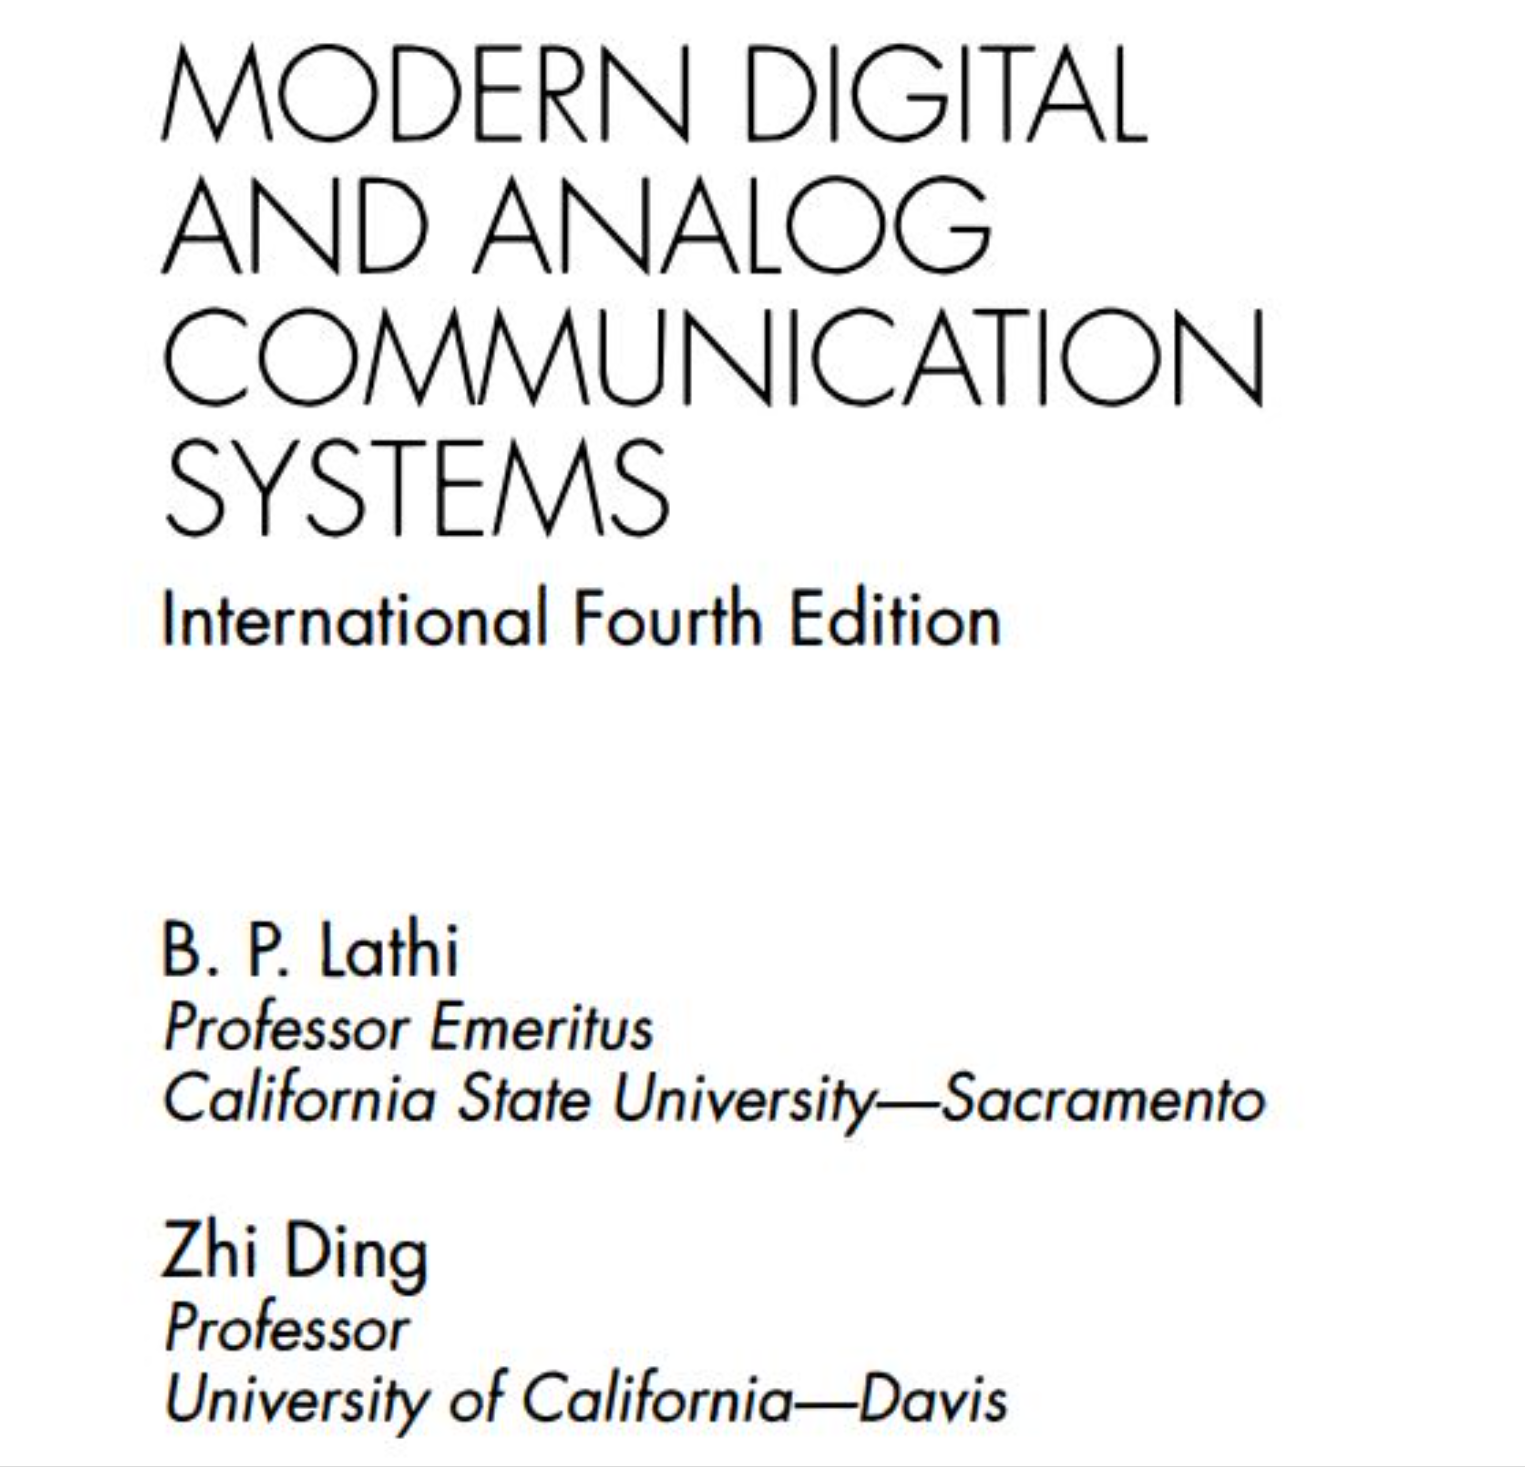 MODERN DIGITAL
AND ANALOG
COMMUNICATION
SYSTEMS
International Fourth Edition
B. P. Lathi
Professor Emeritus
California State University—Sacramento
Zhi Ding
Professor
University of California—Davis